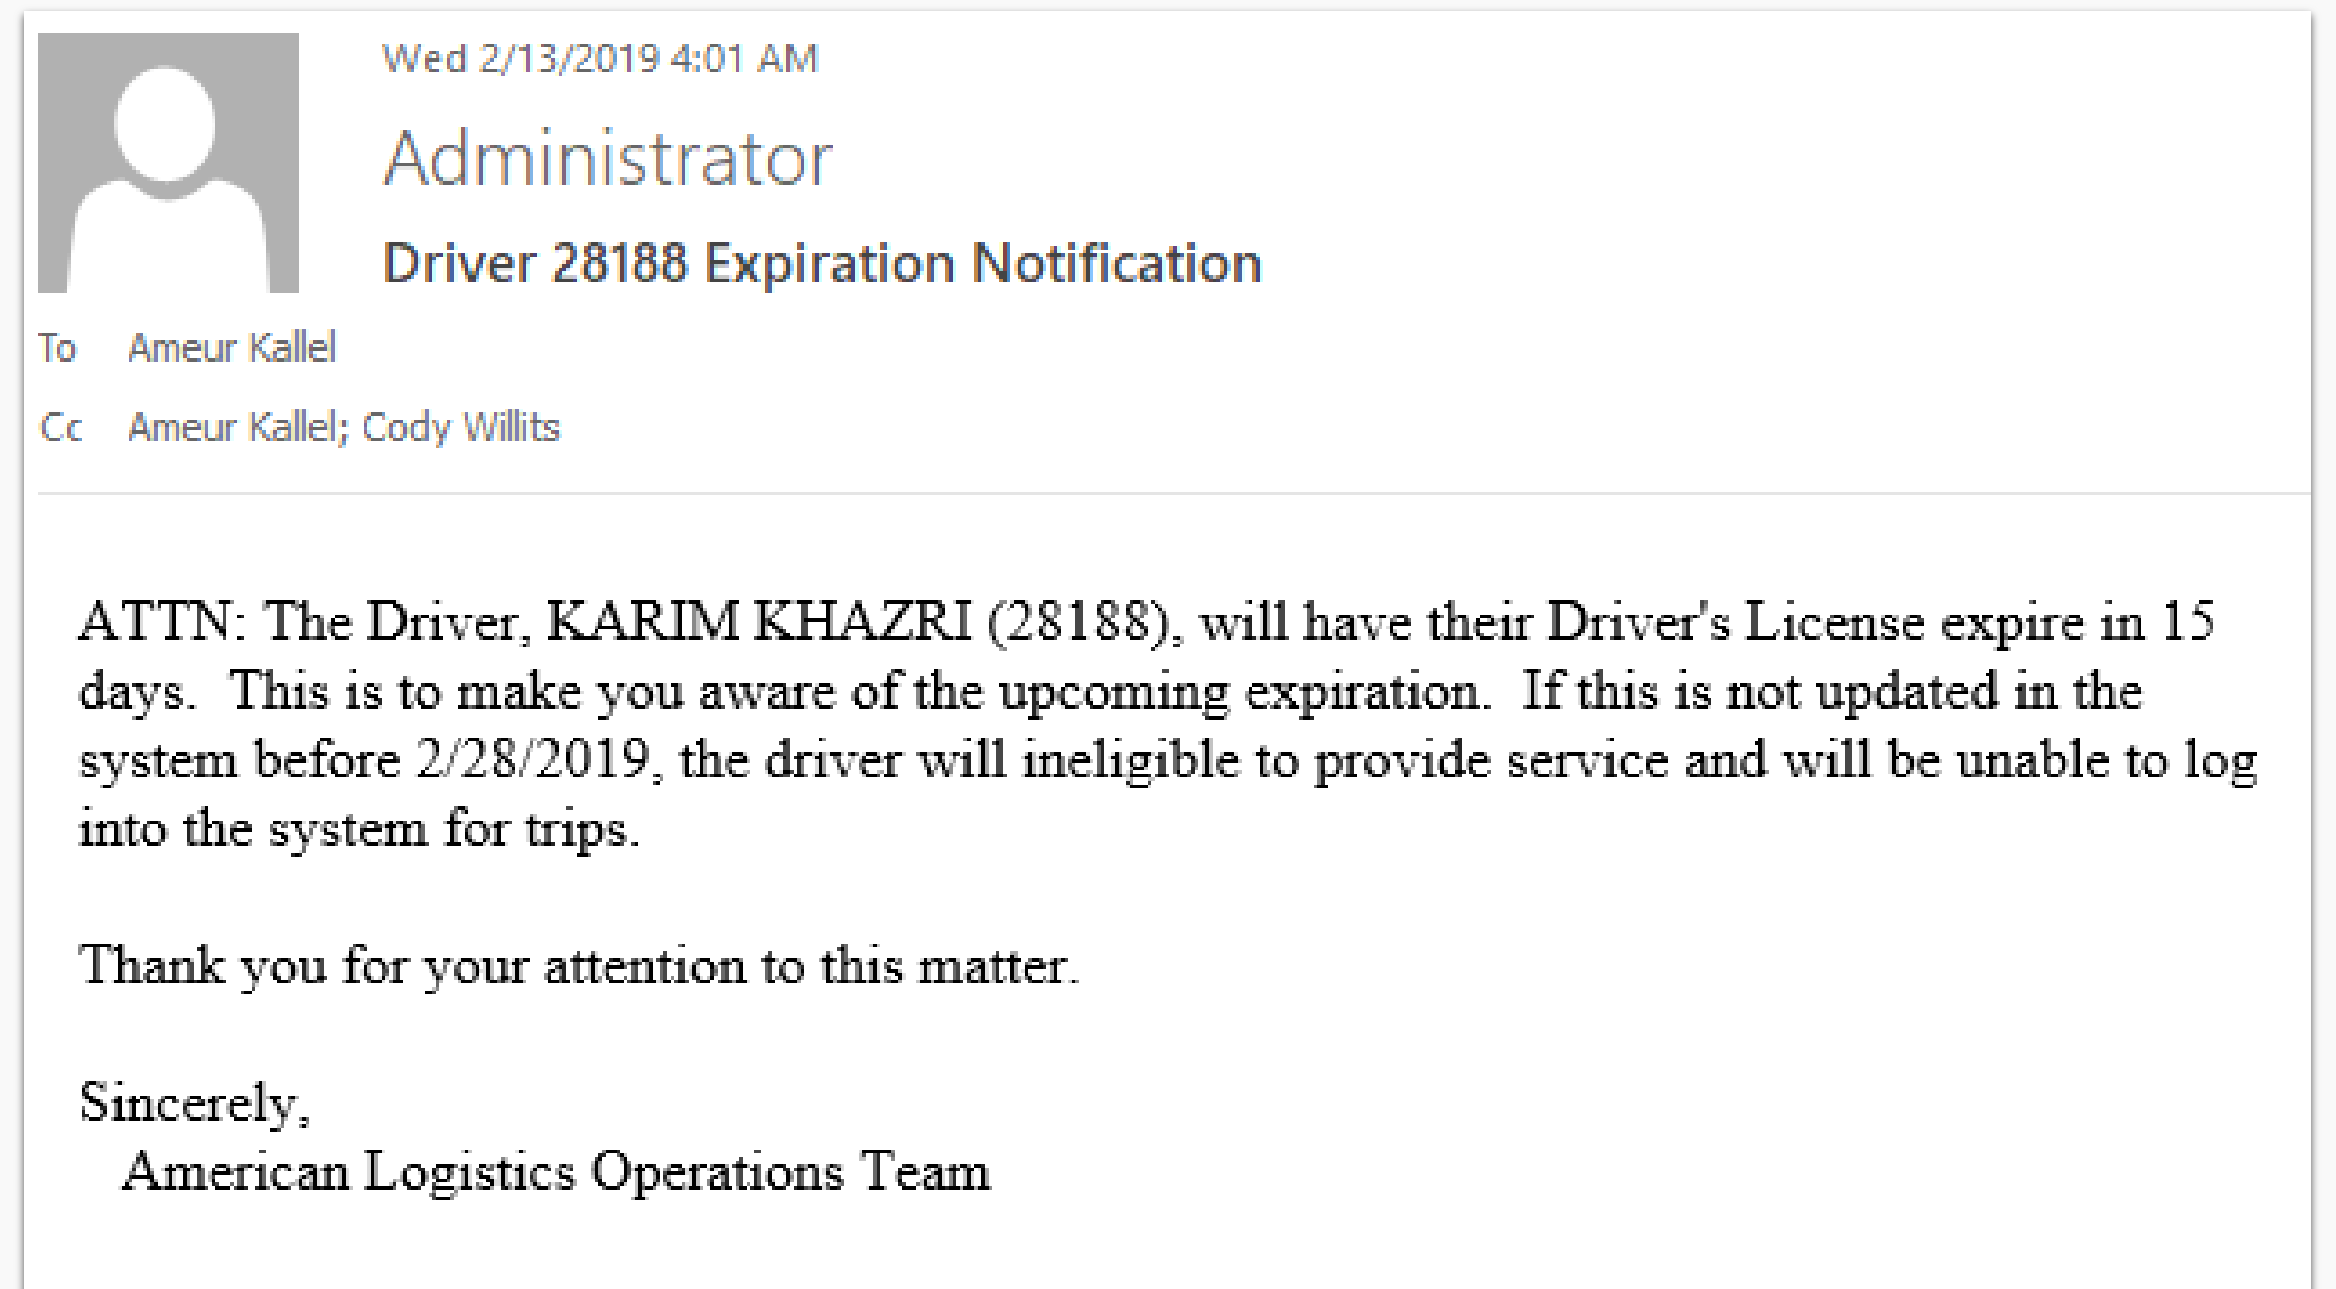 Wed 2/13/2019 4:01 AM
Administrator
Driver 28188 Expiration Notification
To Ameur Kallel
Cc Ameur Kallel; Cody Willits
ATTN: The Driver, KARIM KHAZRI (28188), will have their Driver's License expire in 15
days.  This is to make you aware of the upcoming expiration.  If this is not updated in the
system before 2/28/2019, the driver will ineligible to provide service and will be unable to log
into the system for trips.
Thank you for your attention to this matter.
Sincerely,
American Logistics Operations Team